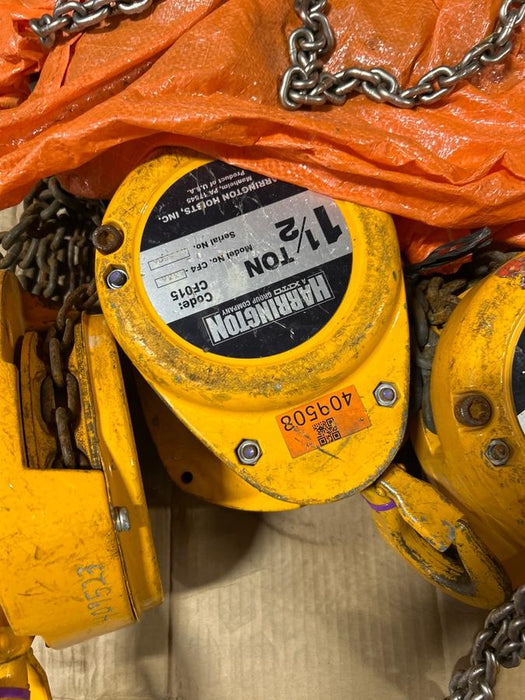 HARRINGTON
A KITO GROUP COMPANY
Code:
CF015
1 1/2
TON
Model No. CF4
Serial No.
HARRINGTON HOISTS, INC.
Manheim, PA 17545
Product of U.S.A.
409508